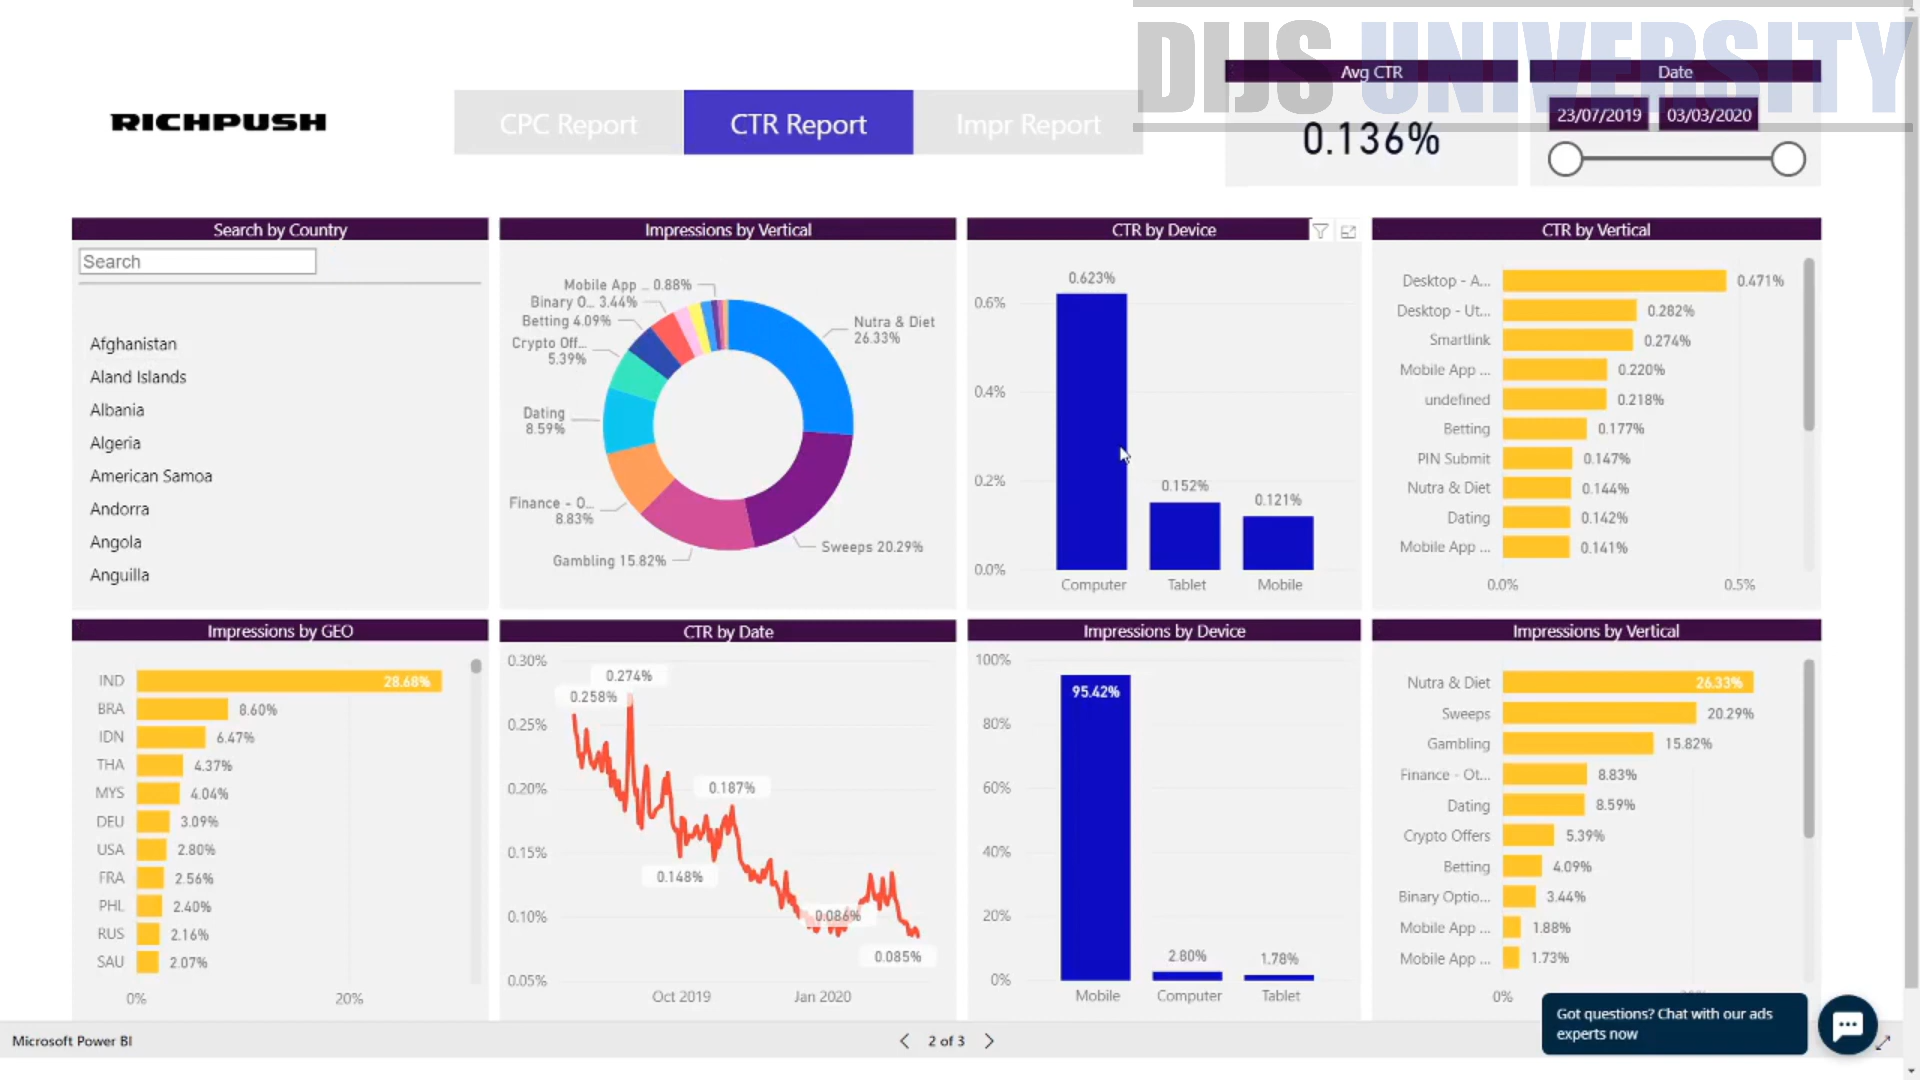 DIJS UNIVERSITY
RICHPUSH
CPC Report
CTR Report
Impr Report
Avg CTR
0.136%
Date
23/07/2019
03/03/2020
Search by Country
Search
Afghanistan
Aland Islands
Albania
Algeria
American Samoa
Andorra
Angola
Anguilla
Impressions by Vertical
Mobile App ... 0.88%
Binary O... 3.44%
Betting 4.09%
Crypto Off...
5.39%
Dating
8.59%
Finance - O...
8.83%
Gambling 15.82%
Sweeps 20.29%
Nutra & Diet
26.33%
CTR by Device
0.6%
0.4%
0.2%
0.0%
0.623%
0.152%
0.121%
Computer
Tablet
Mobile
CTR by Vertical
Desktop - A... 0.471%
Desktop - Ut... 0.282%
Smartlink 0.274%
Mobile App ... 0.220%
undefined 0.218%
Betting 0.177%
PIN Submit 0.147%
Nutra & Diet 0.144%
Dating 0.142%
Mobile App ... 0.141%
0.0% 0.5%
Impressions by GEO
IND 28.68%
BRA 8.60%
IDN 6.47%
THA 4.37%
MYS 4.04%
DEU 3.09%
USA 2.80%
FRA 2.56%
PHL 2.40%
RUS 2.16%
SAU 2.07%
0% 20%
CTR by Date
0.30%
0.25%
0.20%
0.15%
0.10%
0.05%
0.274%
0.258%
0.187%
0.148%
0.086%
0.085%
Oct 2019
Jan 2020
Impressions by Device
100%
80%
60%
40%
20%
0%
95.42%
2.80%
1.78%
Mobile
Computer
Tablet
Impressions by Vertical
Nutra & Diet 26.33%
Sweeps 20.29%
Gambling 15.82%
Finance - Ot... 8.83%
Dating 8.59%
Crypto Offers 5.39%
Betting 4.09%
Binary Optio... 3.44%
Mobile App ... 1.88%
Mobile App ... 1.73%
0%
Got questions? Chat with our ads
experts now
Microsoft Power BI
2 of 3